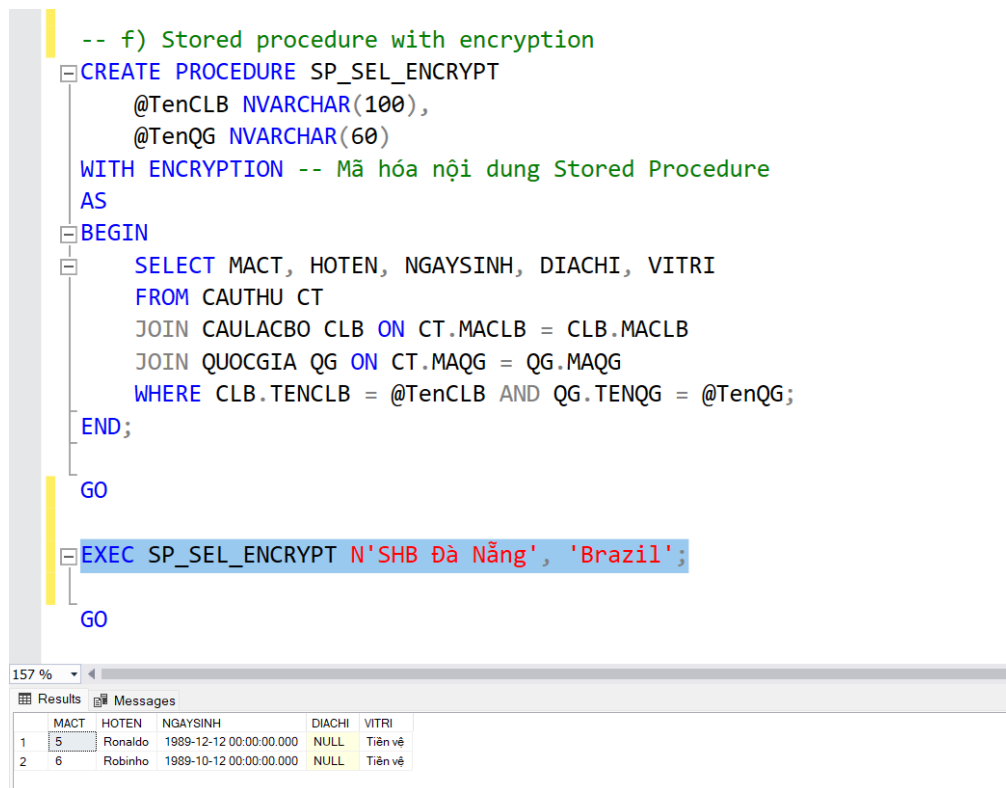 -- f) Stored procedure with encryption
CREATE PROCEDURE SP_SEL_ENCRYPT
@TenCLB NVARCHAR(100),
@TenQG NVARCHAR(60)
WITH ENCRYPTION -- Mã hóa nội dung Stored Procedure
AS
BEGIN
SELECT MACT, HOTEN, NGAYSINH, DIACHI, VITRI
FROM CAUTHU CT
JOIN CAULACBO CLB ON CT.MACLB = CLB.MACLB
JOIN QUOCGIA QG ON CT.MAQG = QG.MAQG
WHERE CLB.TENCLB = @TenCLB AND QG.TENQG = @TenQG;
END;
GO
EXEC SP_SEL_ENCRYPT N'SHB Đà Nẵng', 'Brazil';
GO
157 %
Results Messages
MACT HOTEN NGAYSINH DIACHI VITRI
1 5 Ronaldo 1989-12-12 00:00:00.000 NULL Tiền vệ
2 6 Robinho 1989-10-12 00:00:00.000 NULL Tiền vệ